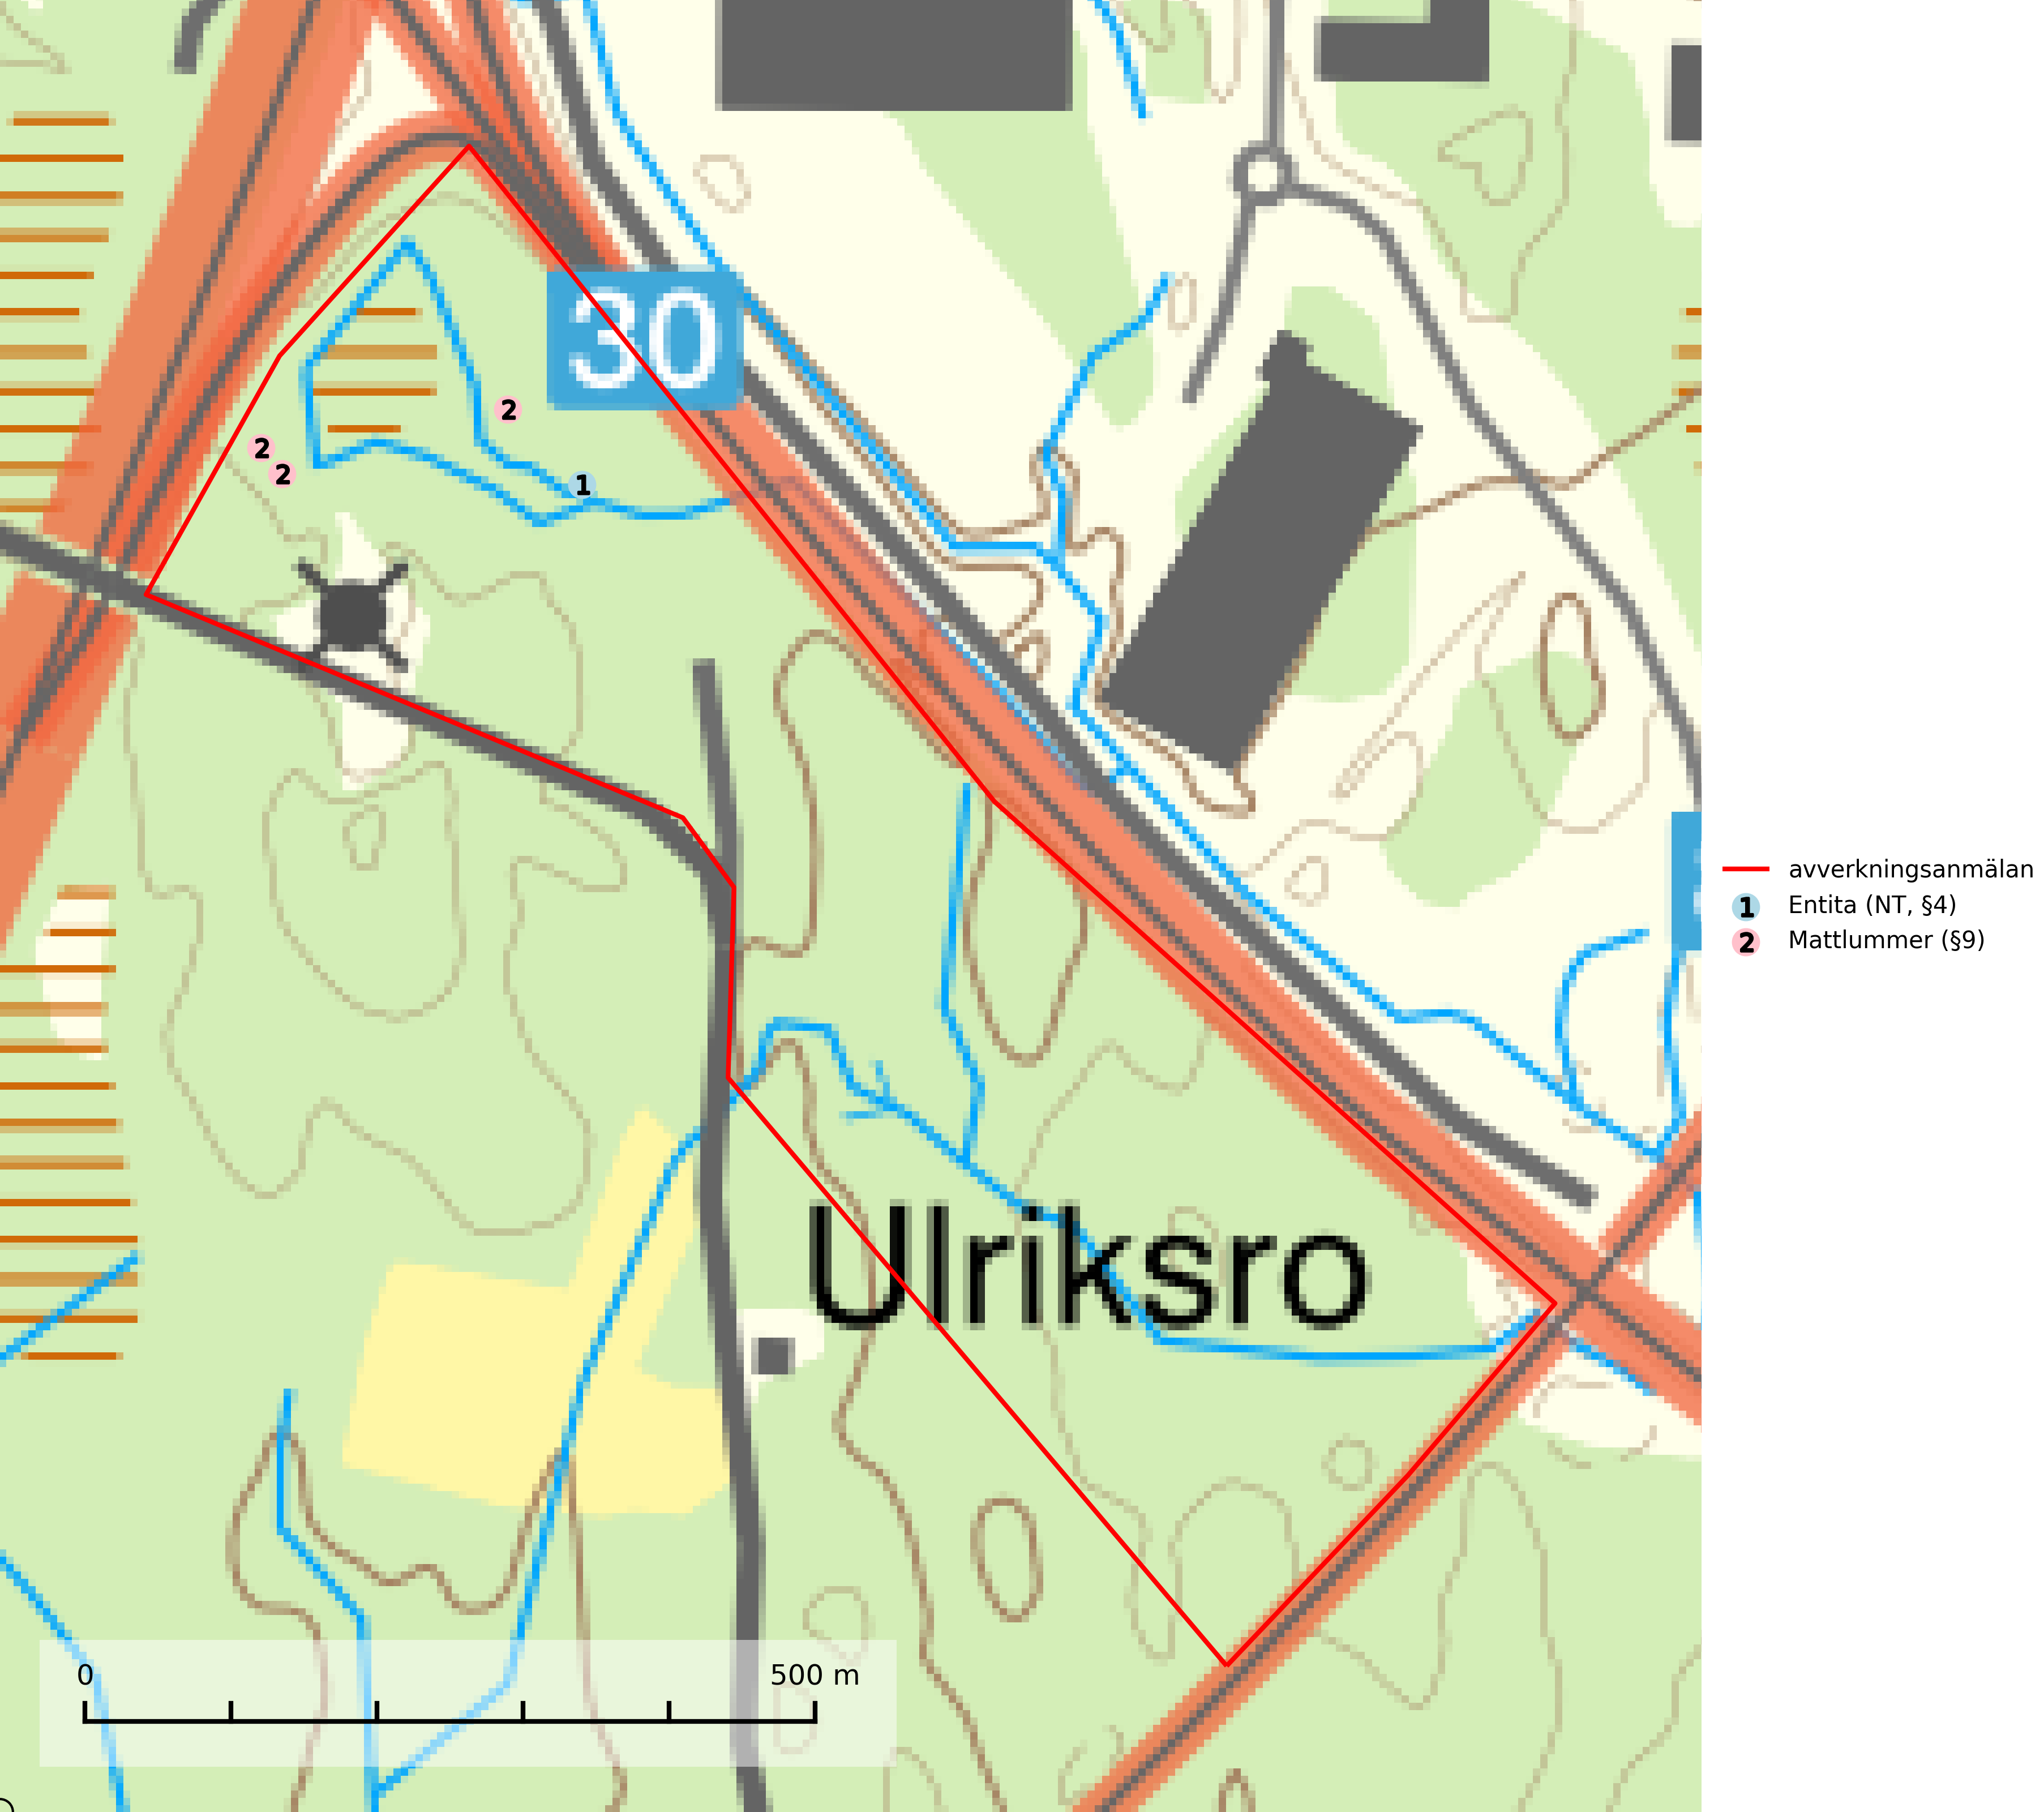 30
2
2
2
1
Ulriksro
0 500 m
avverkningsanmälan
1 Entita (NT, §4)
2 Mattlummer (§9)